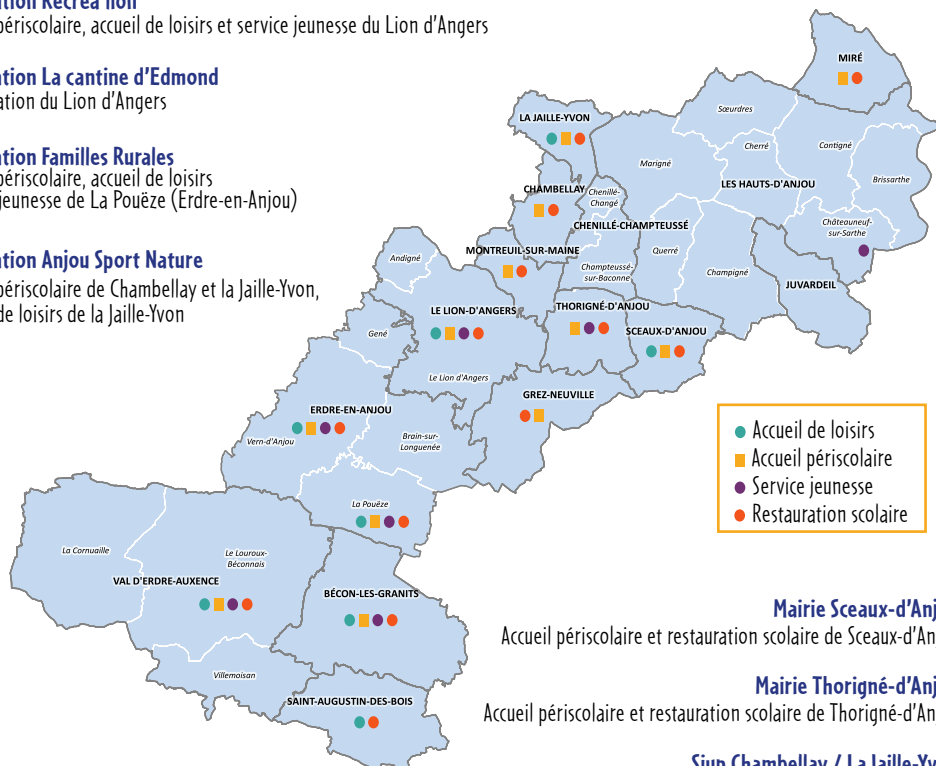 ation Récréa'lion
périscolaire, accueil de loisirs et service jeunesse du Lion d'Angers
ation La cantine d'Edmond
ation du Lion d'Angers
ation Familles Rurales
périscolaire, accueil de loisirs
jeunesse de La Pouëze (Erdre-en-Anjou)
ation Anjou Sport Nature
périscolaire de Chambellay et la Jaille-Yvon,
de loisirs de la Jaille-Yvon
MIRÉ
LA JAILLE-YVON
Sœurdres
Marigné
Cherré
Contigné
Brissarthe
LES HAUTS-D'ANJOU
CHAMBELLAY
Chenillé-
Changé
CHENILLÉ-CHAMPTEUSSÉ
Châteauneuf-
sur-Sarthe
MONTREUIL-SUR-MAINE
Querré
Andigné
Champteussé-
sur-Baconne
Champigné
JUVARDEIL
LE LION-D'ANGERS
THORIGNÉ-D'ANJOU
SCEAUX-D'ANJOU
Gené
Le Lion d'Angers
GREZ-NEUVILLE
ERDRE-EN-ANJOU
Vern-d'Anjou
Brain-sur-
Longuenée
La Pouëze
Accueil de loisirs
Accueil périscolaire
Service jeunesse
Restauration scolaire
La Cornuaille
Le Louroux-
Béconnais
VAL D'ERDRE-AUXENCE
BÉCON-LES-GRANITS
Villemoisan
SAINT-AUGUSTIN-DES-BOIS
Mairie Sceaux-d'Anj
Accueil périscolaire et restauration scolaire de Sceaux-d'An
Mairie Thorigné-d'Anj
Accueil périscolaire et restauration scolaire de Thorigné-d'An
Siup Chambellay / La Jaille-Yv